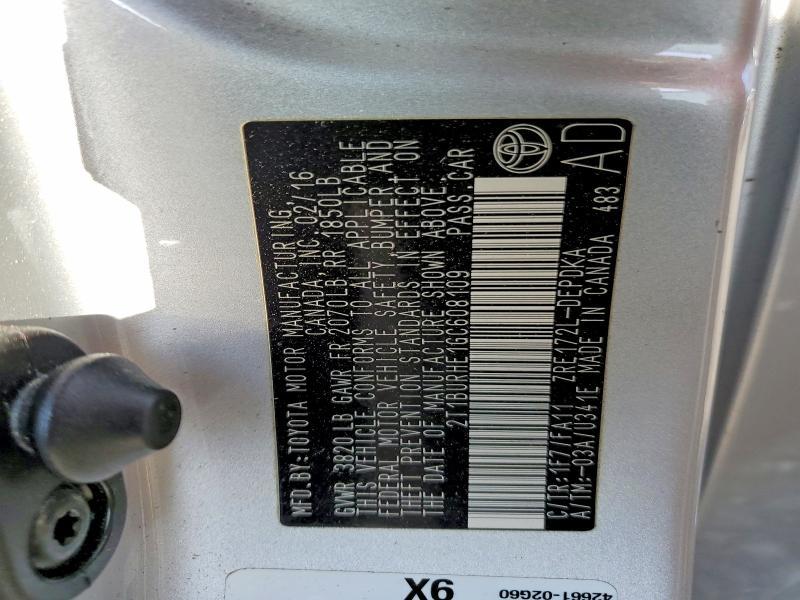 MFD.BY:TOYOTA MOTOR MANUFACTURING
CANADA INC. 02/16
GVWR 3820LB GAWR FR 2070LB RR 1850LB
THIS VEHICLE CONFORMS TO ALL APPLICABLE
FEDERAL MOTOR VEHICLE SAFETY, BUMPER, AND
THEFT PREVENTION STANDARDS IN EFFECT ON
THE DATE OF MANUFACTURE SHOWN ABOVE.
2T1BURHE1GC608109 PASS. CAR
C/TR:1F7/FA11 ZRE172L-DEPDKA
A/TM:-03A/U341E MADE IN CANADA 483
AD
9X
42661-02G60